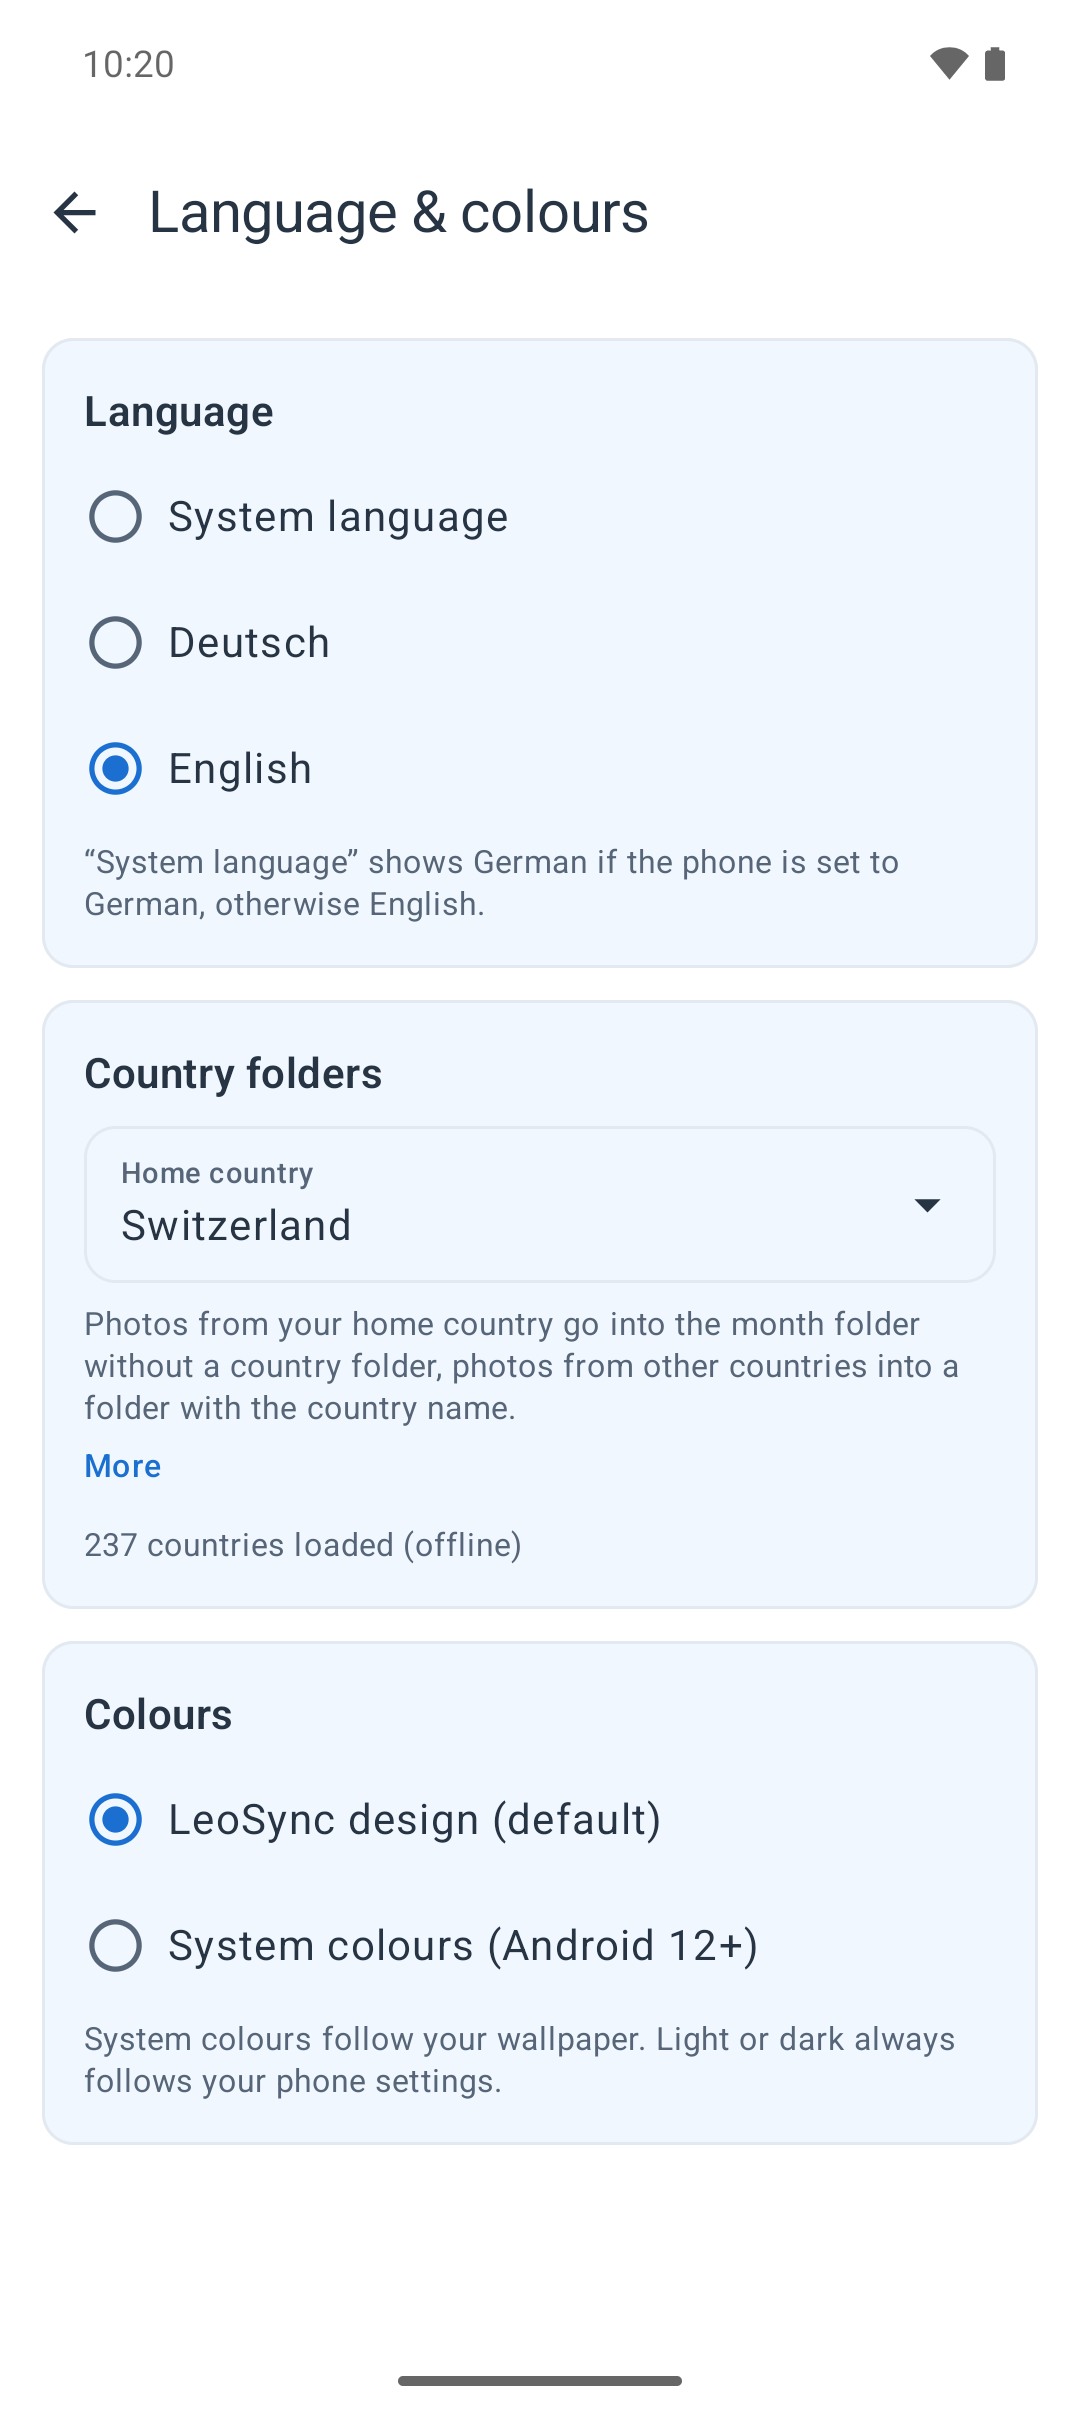 10:20
Language & colours
Language
System language
Deutsch
English
“System language” shows German if the phone is set to
German, otherwise English.
Country folders
Home country
Switzerland
Photos from your home country go into the month folder
without a country folder, photos from other countries into a
folder with the country name.
More
237 countries loaded (offline)
Colours
LeoSync design (default)
System colours (Android 12+)
System colours follow your wallpaper. Light or dark always
follows your phone settings.